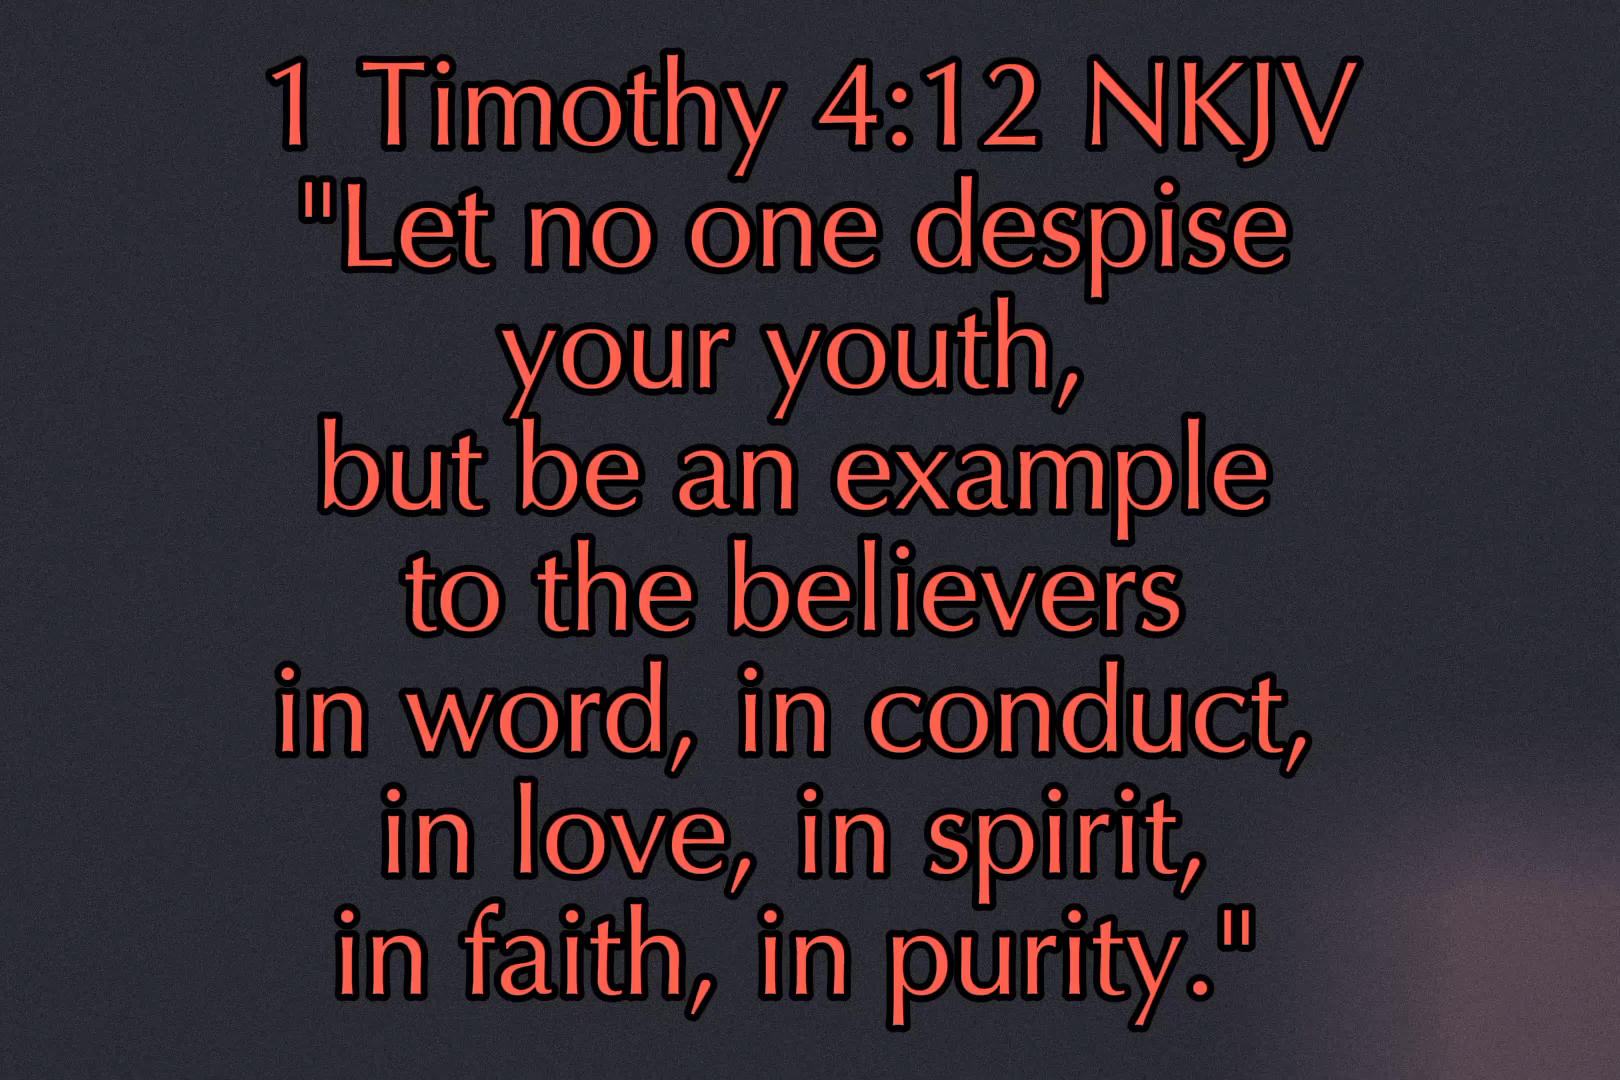 1 Timothy 4:12 NKJV
"Let no one despise
your youth,
but be an example
to the believers
in word, in conduct,
in love, in spirit,
in faith, in purity."